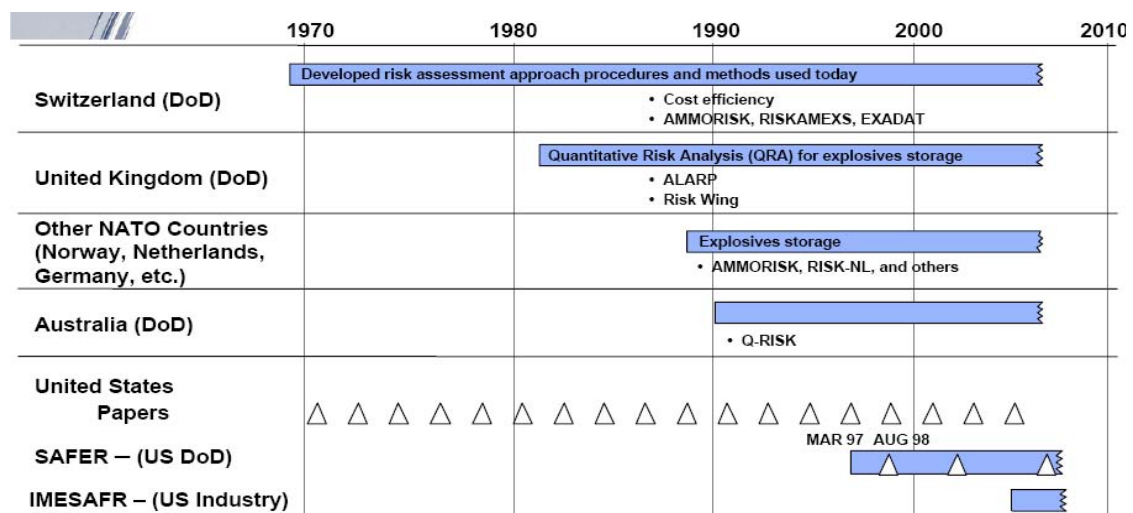 1970 1980 1990 2000 2010
Developed risk assessment approach procedures and methods used today
Switzerland (DoD)
• Cost efficiency
• AMMORISK, RISKAMEXS, EXADAT
Quantitative Risk Analysis (QRA) for explosives storage
United Kingdom (DoD)
• ALARP
• Risk Wing
Other NATO Countries
(Norway, Netherlands,
Germany, etc.)
Explosives storage
• AMMORISK, RISK-NL, and others
Australia (DoD)
• Q-RISK
United States
Papers
MAR 97 AUG 98
SAFER – (US DoD)
IMESAFR – (US Industry)